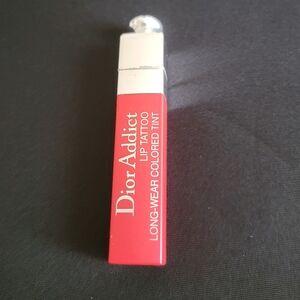 Dior Addict
LIP TATTOO
LONG-WEAR COLORED TINT